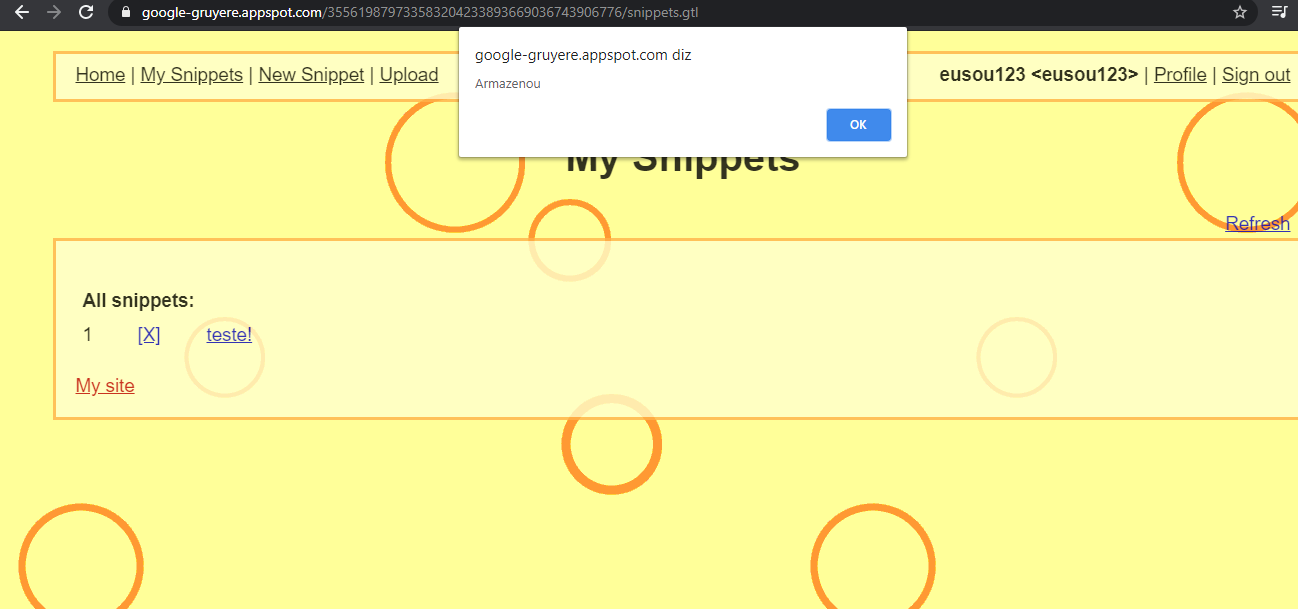 google-gruyere.appspot.com/355619879733583204233893669036743906776/snippets.gtl
google-gruyere.appspot.com diz
Armazenou
OK
Home | My Snippets | New Snippet | Upload
eusou123 <eusou123> | Profile | Sign out
My Snippets
Refresh
All snippets:
1 [X] teste!
My site